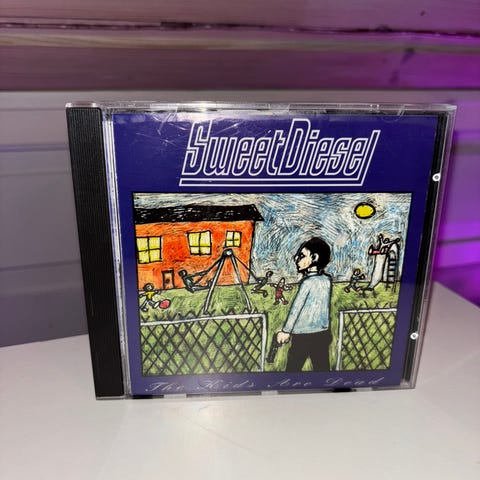 SweetDiesel
The Kids Are Dead